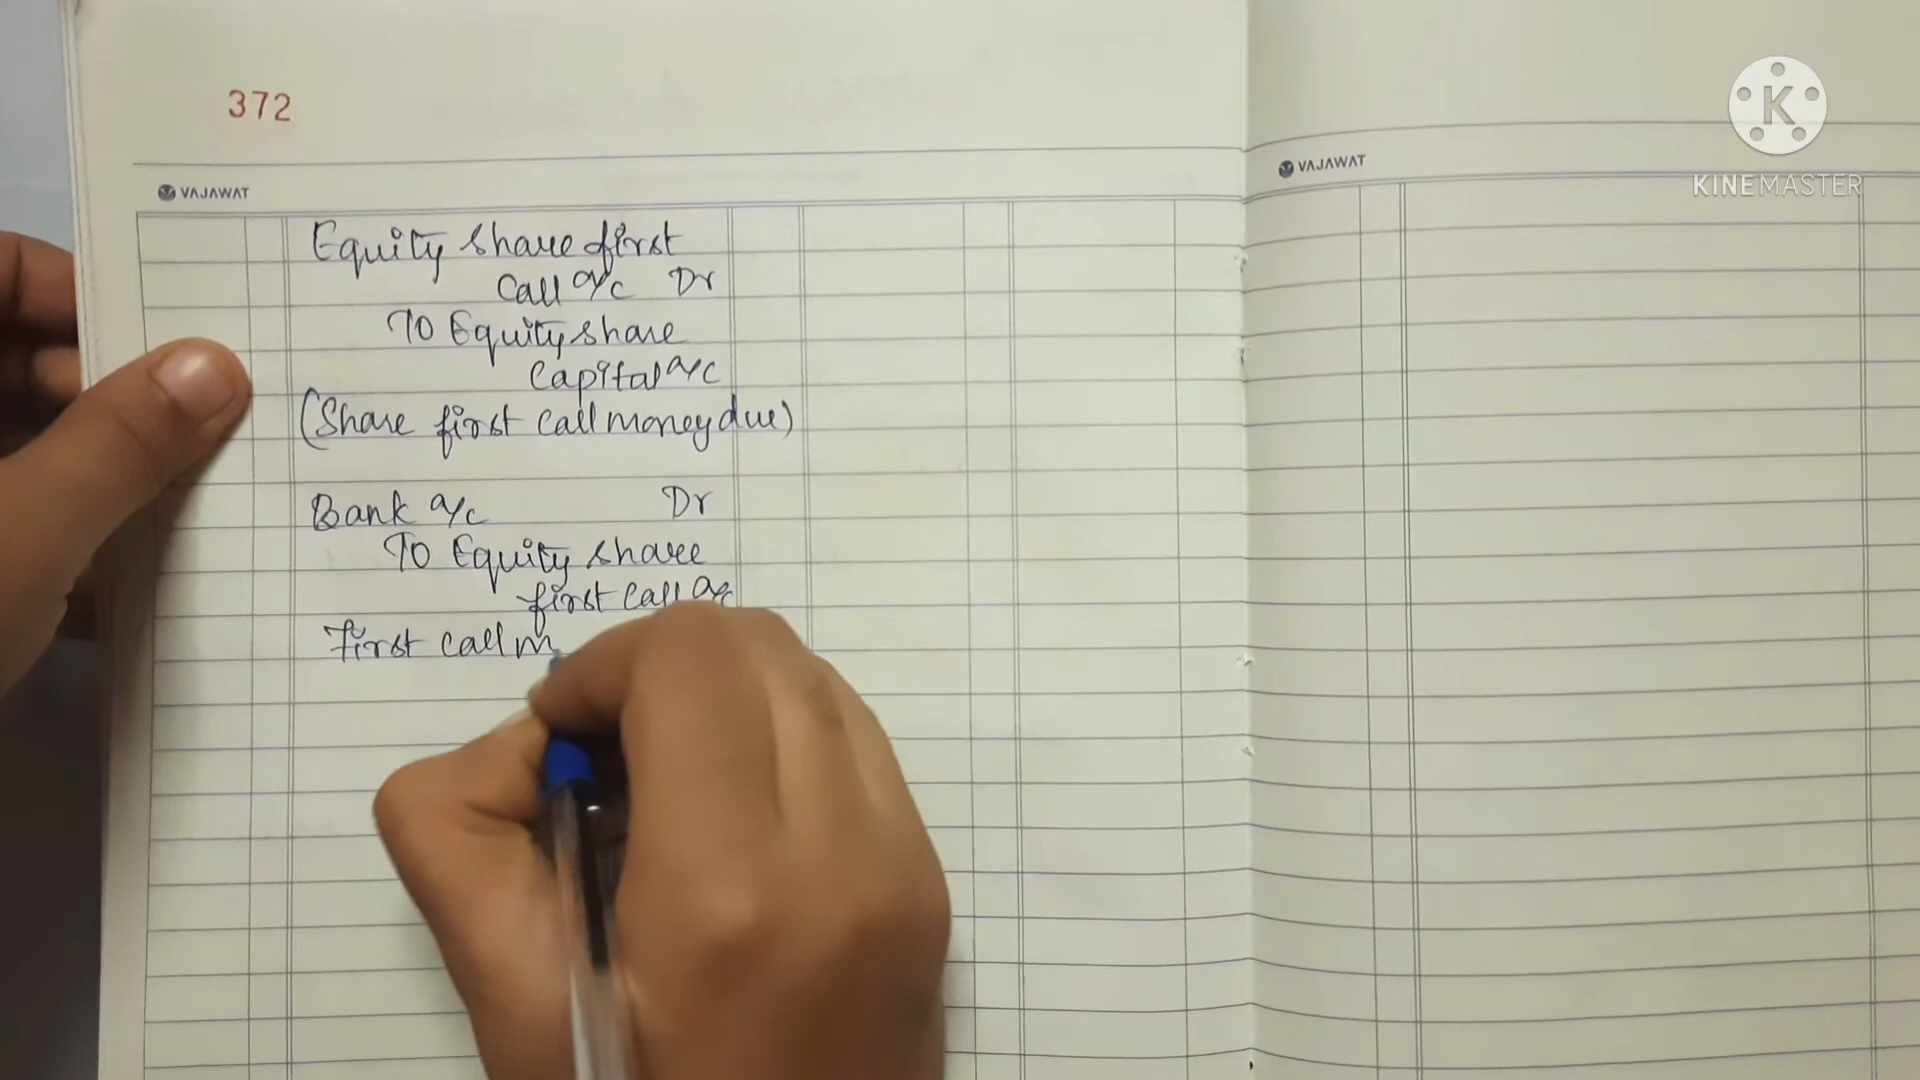 372
VAJAWAT
Equity share first
Call a/c Dr
To Equity share
Capital a/c
(Share first call money due)
Bank a/c Dr
To Equity share
first call a/c
First call m
VAJAWAT
K
KINEMASTER